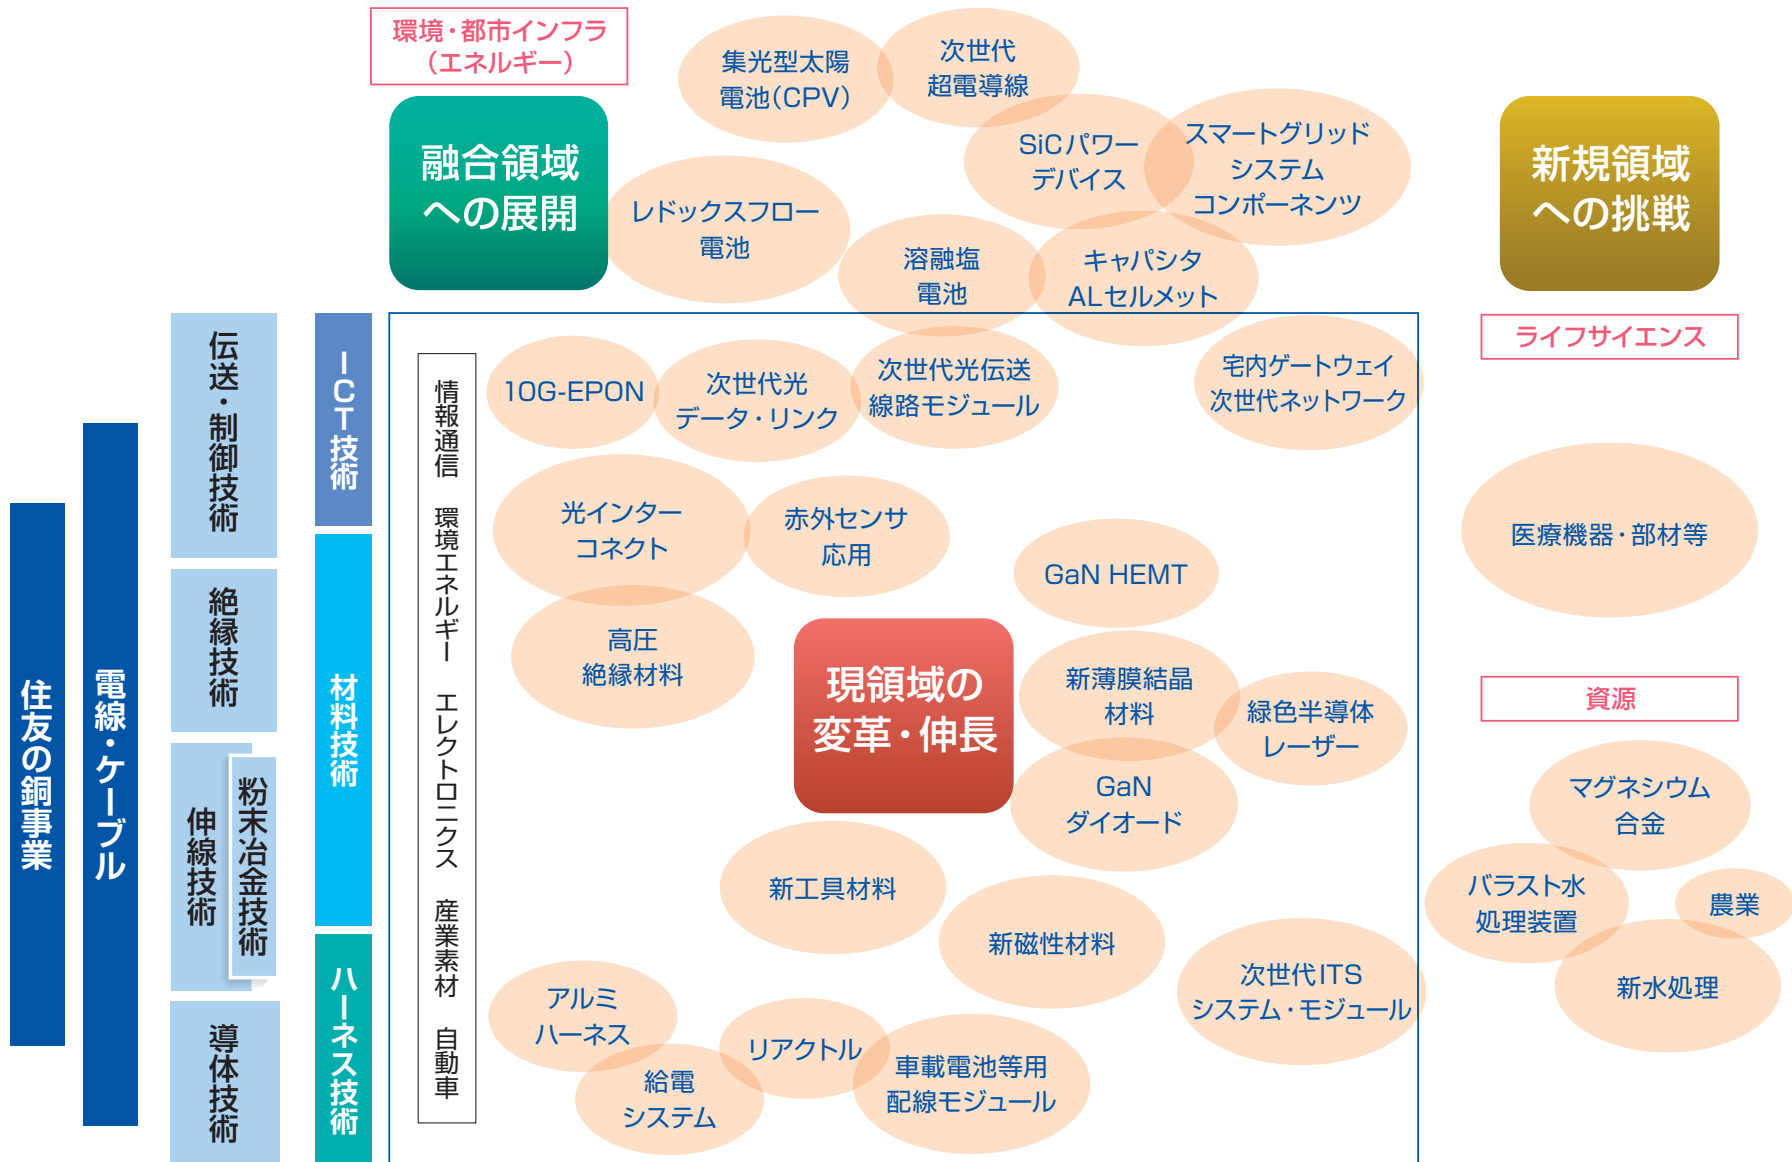 環境・都市インフラ
（エネルギー）
融合領域
への展開
集光型太陽
電池（CPV）
次世代
超電導線
SiCパワー
デバイス
スマートグリッド
システム
コンポーネンツ
レドックスフロー
電池
溶融塩
電池
キャパシタ
ALセルメット
新規領域
への挑戦
ライフサイエンス
医療機器・部材等
資源
マグネシウム
合金
バラスト水
処理装置
農業
新水処理
住友の銅事業
電線・ケーブル
伝送・制御技術
絶縁技術
伸線技術
粉末冶金技術
導体技術
ICT技術
材料技術
ハーネス技術
情報通信 環境エネルギー エレクトロニクス 産業素材 自動車
10G-EPON
次世代光
データ・リンク
次世代光伝送
線路モジュール
宅内ゲートウェイ
次世代ネットワーク
光インター
コネクト
赤外センサ
応用
GaN HEMT
高圧
絶縁材料
現領域の
変革・伸長
新薄膜結晶
材料
緑色半導体
レーザー
GaN
ダイオード
新工具材料
新磁性材料
次世代ITS
システム・モジュール
アルミ
ハーネス
給電
システム
リアクトル
車載電池等用
配線モジュール